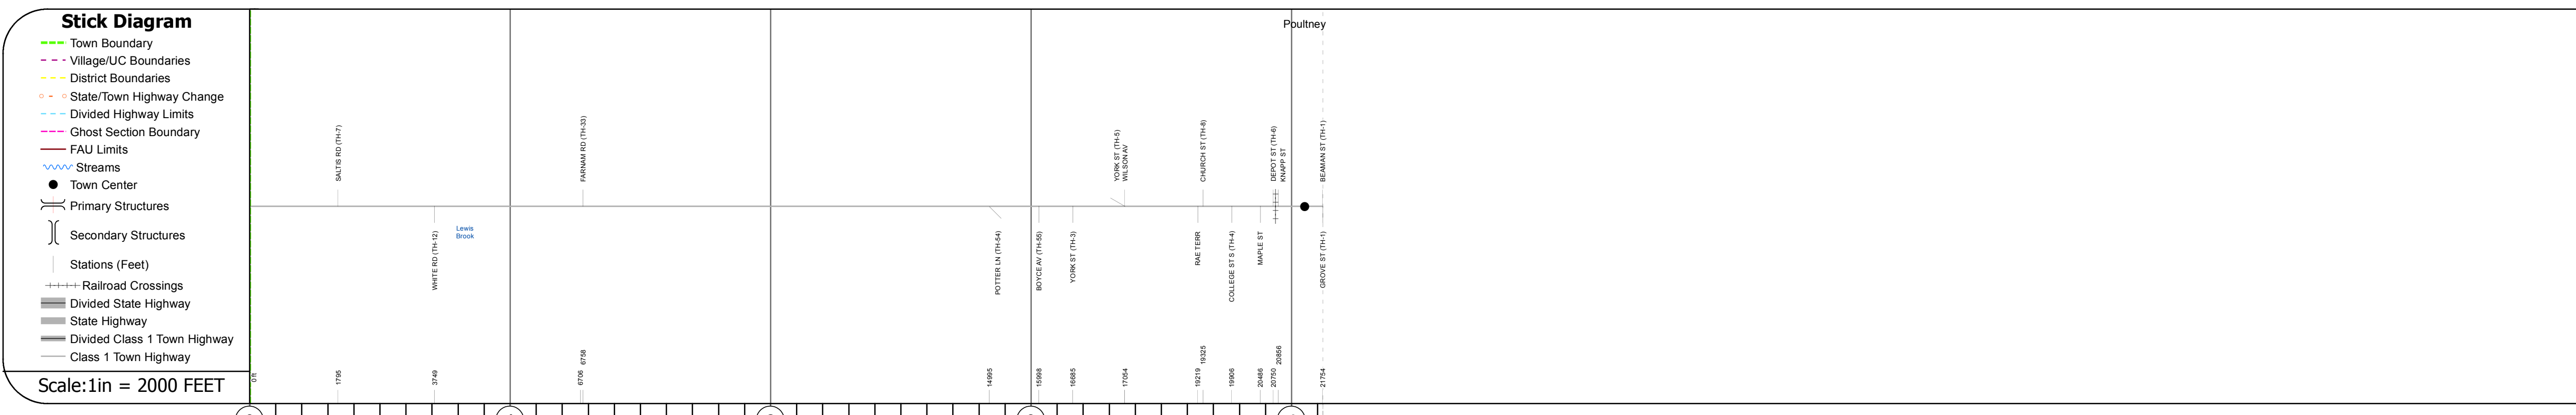 Stick Diagram
Town Boundary
Village/UC Boundaries
District Boundaries
State/Town Highway Change
Divided Highway Limits
Ghost Section Boundary
FAU Limits
Streams
Town Center
Primary Structures
Secondary Structures
Stations (Feet)
Railroad Crossings
Divided State Highway
State Highway
Divided Class 1 Town Highway
Class 1 Town Highway
Scale:1in = 2000 FEET
Poultney
SALTIS RD (TH-7)
FARNAM RD (TH-33)
YORK ST (TH-5)
WILSON AV
CHURCH ST (TH-8)
DEPOT ST (TH-6)
KNAPP ST
BEAMAN ST (TH-1)
WHITE RD (TH-12)
Lewis
Brook
POTTER LN (TH-54)
BOYCE AV (TH-55)
YORK ST (TH-3)
RAE TERR
COLLEGE ST S (TH-4)
MAPLE ST
GROVE ST (TH-1)
0 ft
1795
3749
6706
6758
14995
15998
16685
17054
19219
19325
19906
20486
20750
20856
21754